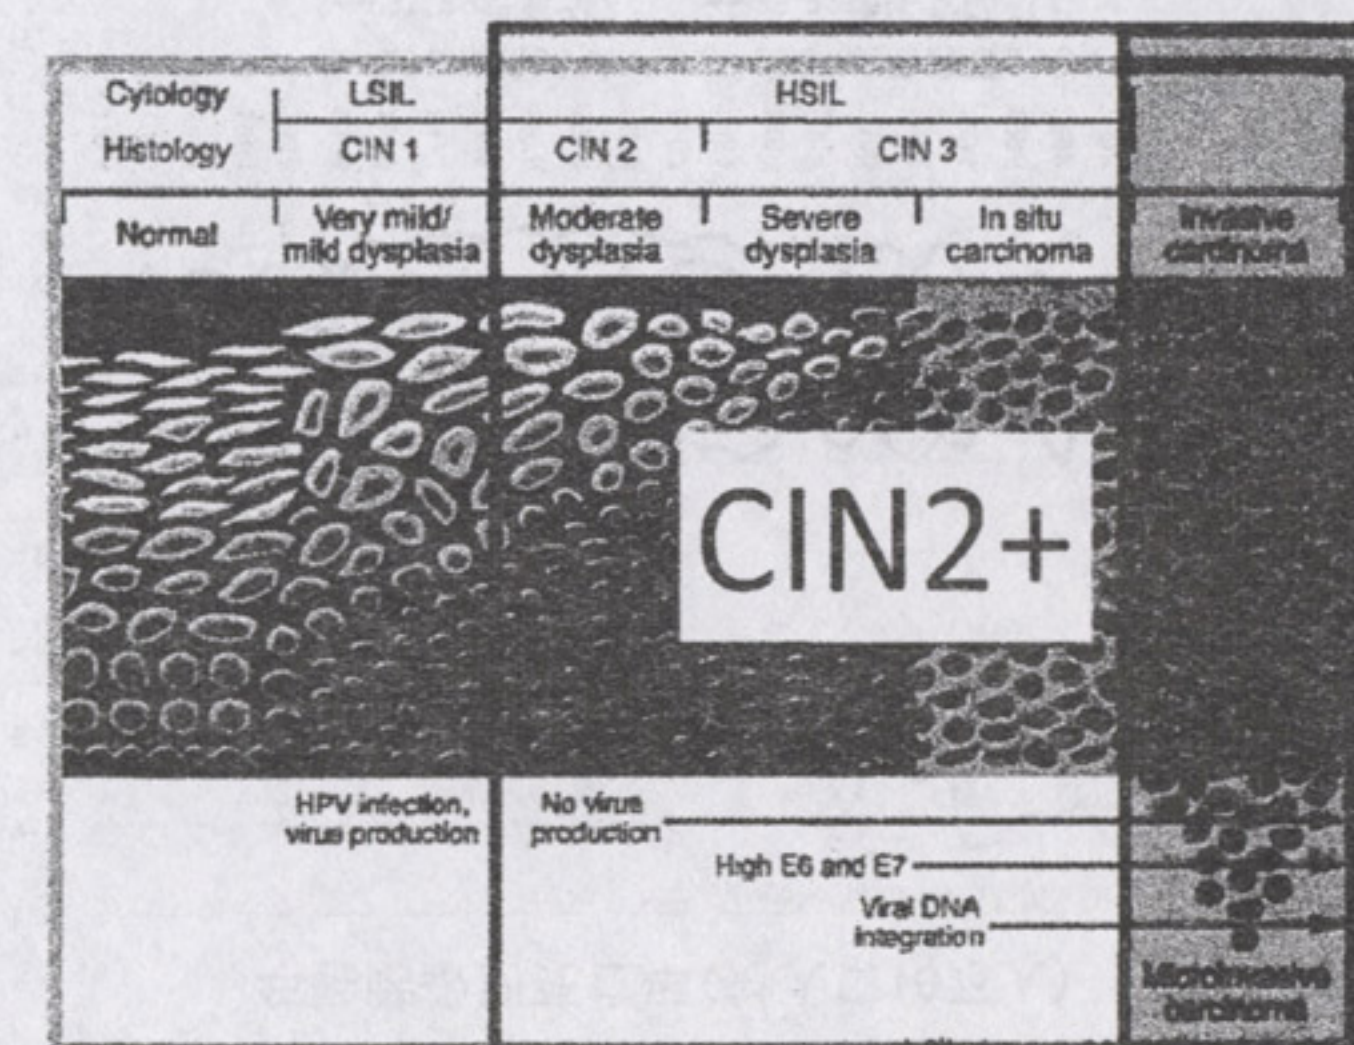 Cytology LSIL HSIL
Histology CIN 1 CIN 2 CIN 3
Normal
Very mild/
mild dysplasia
Moderate
dysplasia
Severe
dysplasia
In situ
carcinoma
Invasive
carcinoma
CIN2+
HPV infection,
virus production
No virus
production
High E6 and E7
Viral DNA
integration
Microinvasive
carcinoma